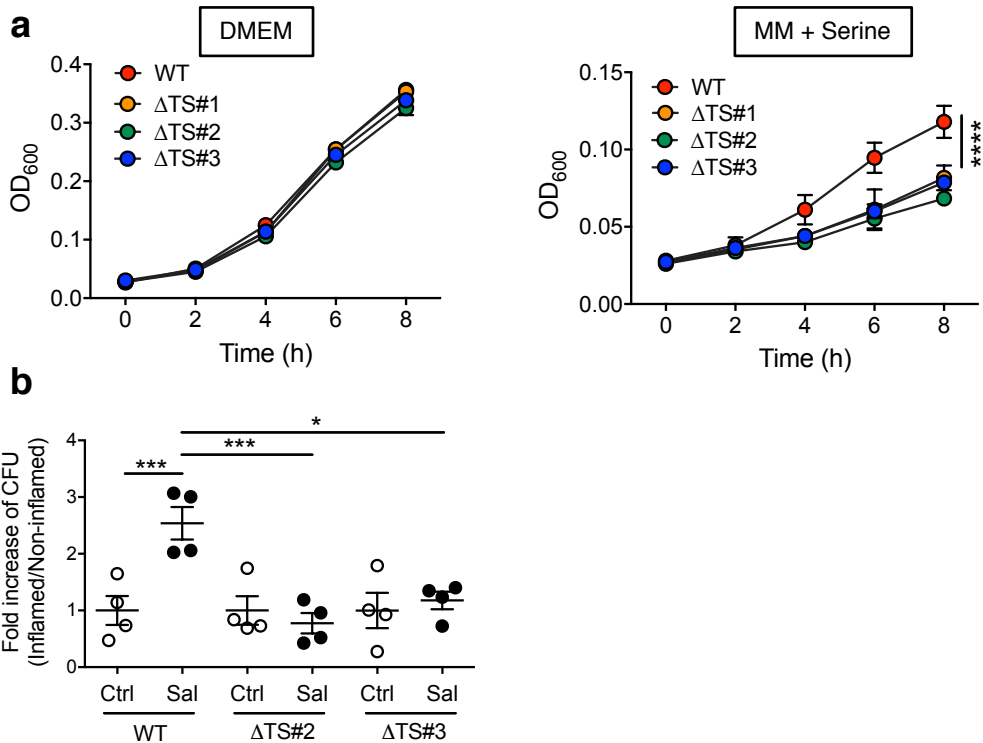 a
DMEM
MM + Serine
0.4
0.3
0.2
0.1
0.0
OD600
WT
ΔTS#1
ΔTS#2
ΔTS#3
0 2 4 6 8
Time (h)
0.15
0.10
0.05
0.00
OD600
WT
ΔTS#1
ΔTS#2
ΔTS#3
****
0 2 4 6 8
Time (h)
b
Fold increase of CFU
(Inflamed/Non-inflamed)
4
3
2
1
0
***
***
*
Ctrl Sal Ctrl Sal Ctrl Sal
WT ΔTS#2 ΔTS#3